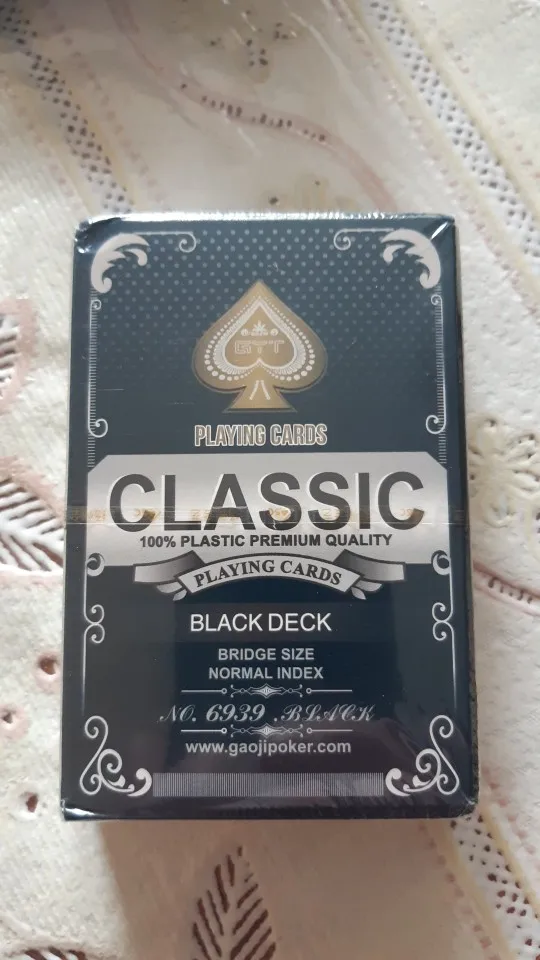 GTT
PLAYING CARDS
CLASSIC
100% PLASTIC PREMIUM QUALITY
PLAYING CARDS
BLACK DECK
BRIDGE SIZE
NORMAL INDEX
NO. 6939 .BLACK
www.gaojipoker.com